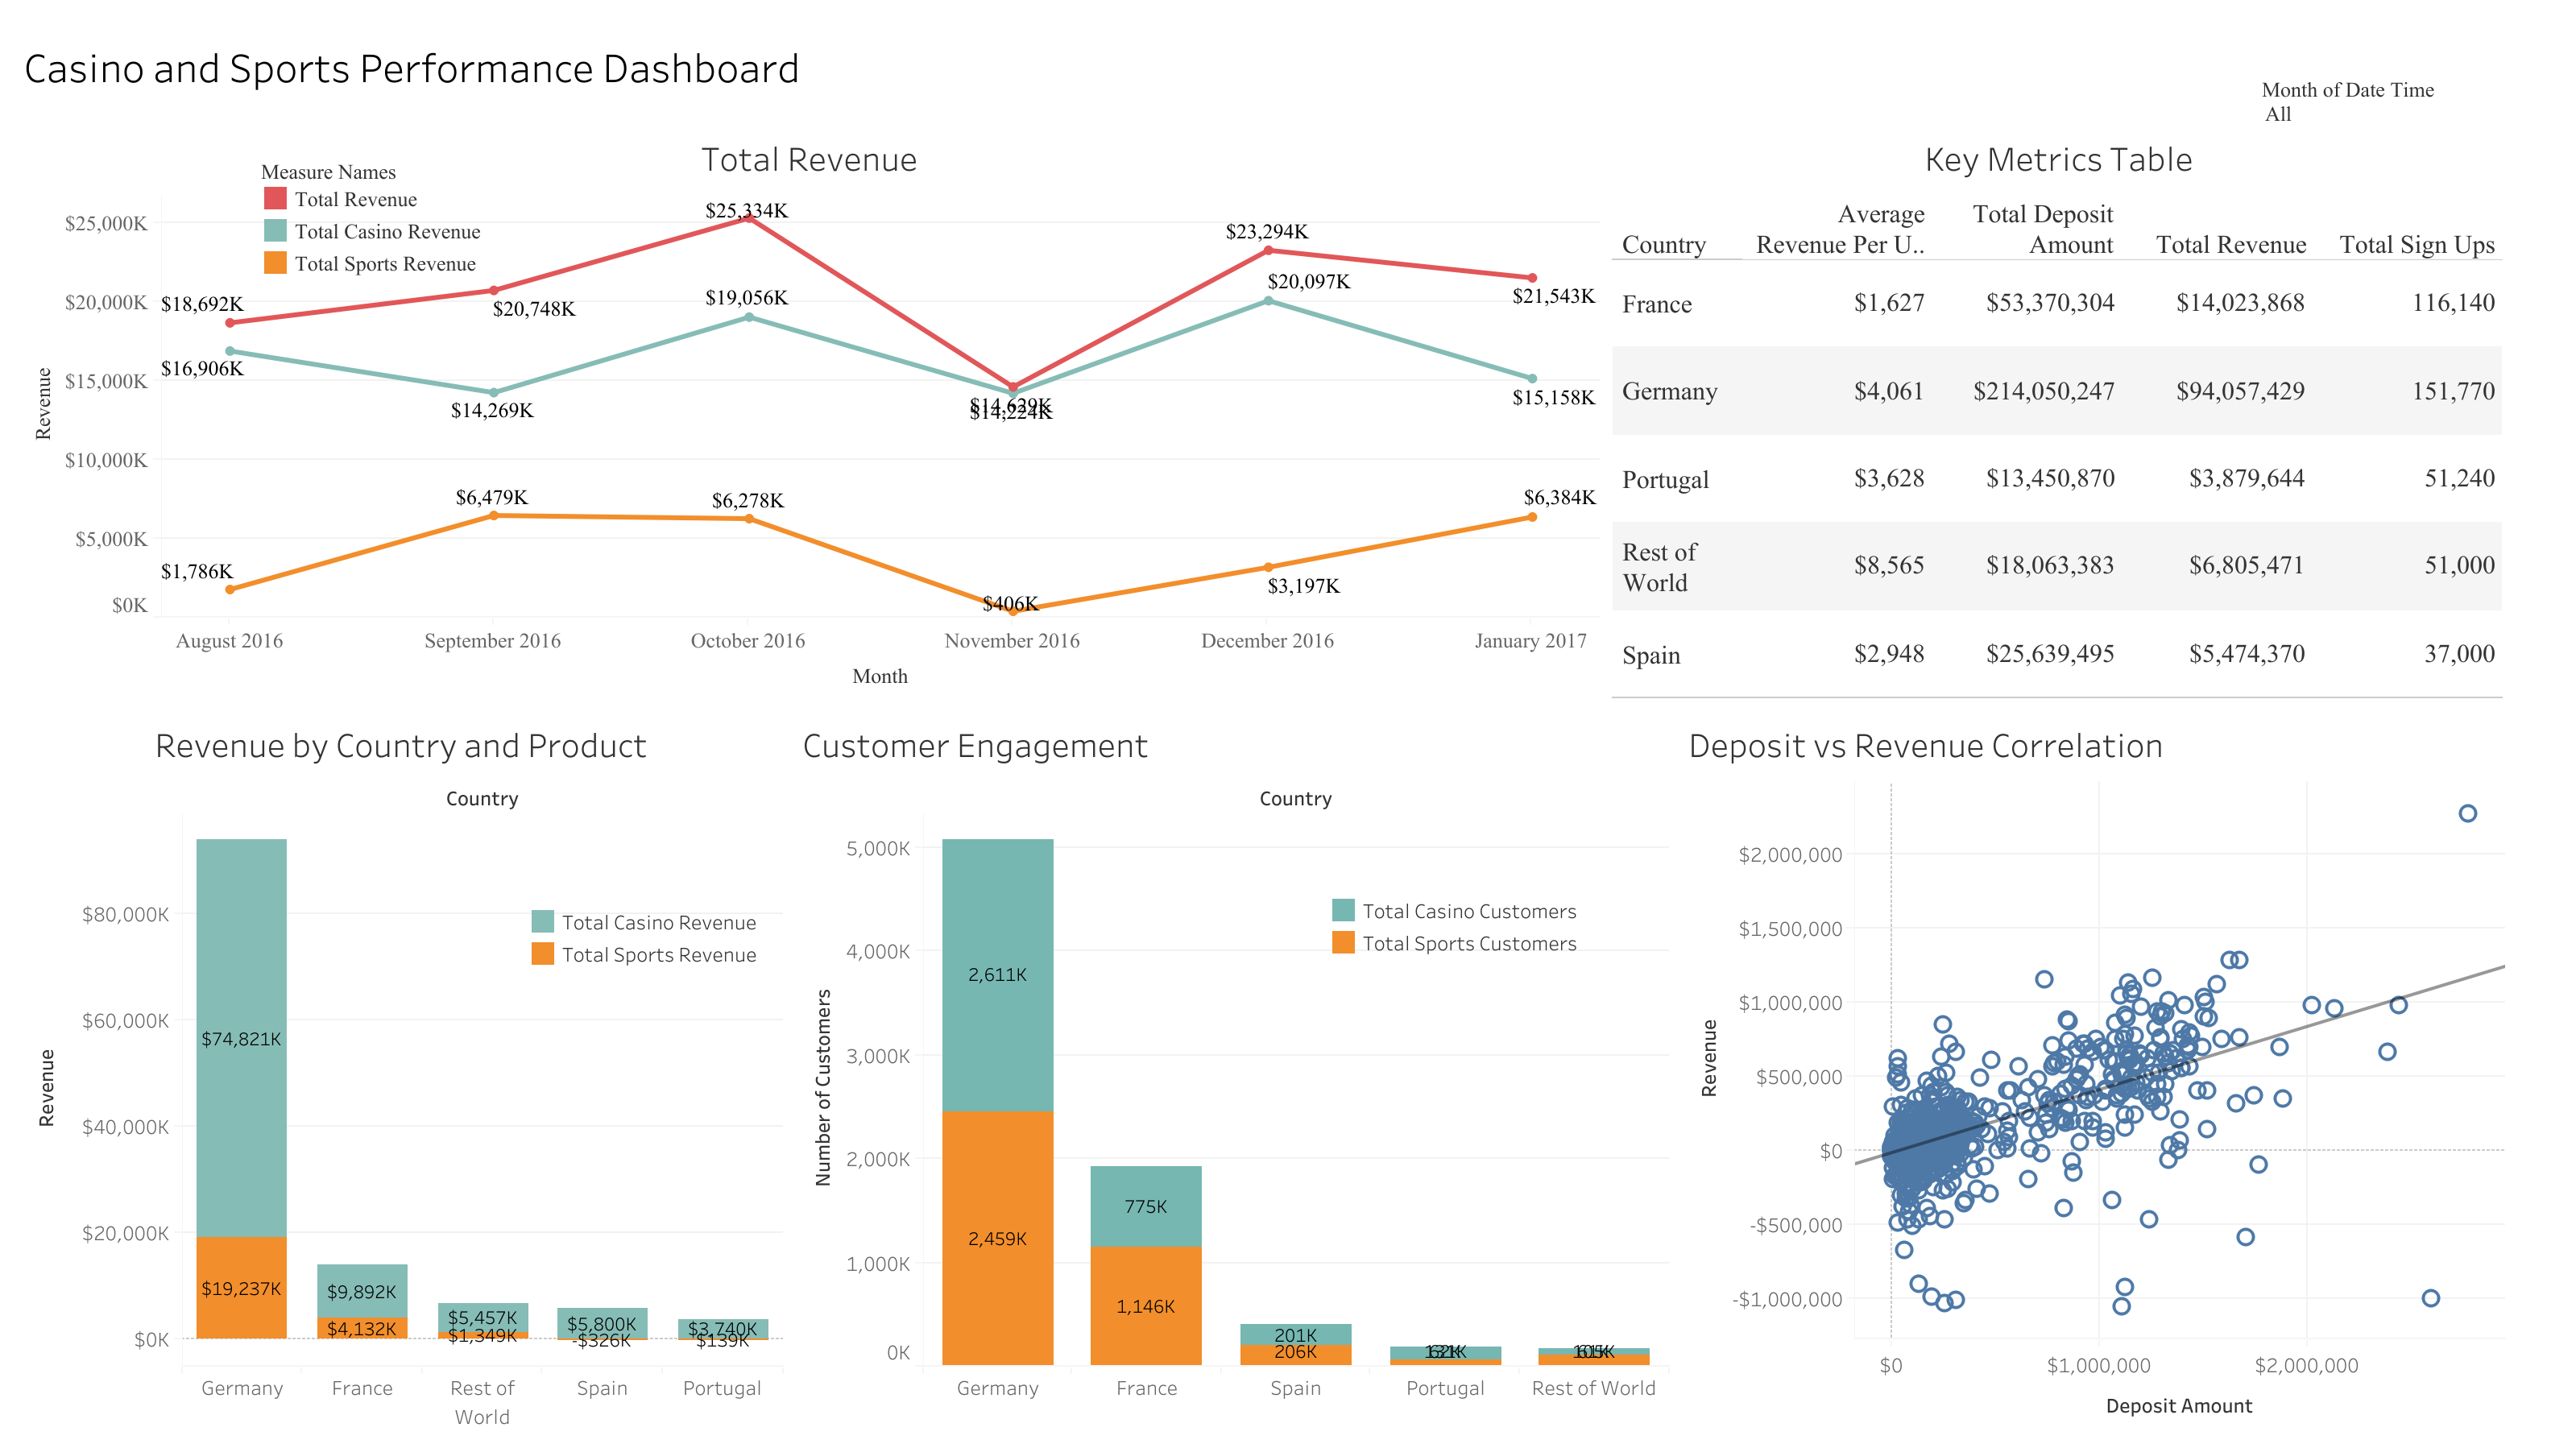 Casino and Sports Performance Dashboard
Month of Date Time
All
Total Revenue
Measure Names
Total Revenue
Total Casino Revenue
Total Sports Revenue
Revenue
$25,000K
$20,000K
$15,000K
$10,000K
$5,000K
$0K
$18,692K
$20,748K
$25,334K
$14,629K
$23,294K
$21,543K
$16,906K
$14,269K
$19,056K
$14,224K
$20,097K
$15,158K
$1,786K
$6,479K
$6,278K
$406K
$3,197K
$6,384K
August 2016 September 2016 October 2016 November 2016 December 2016 January 2017
Month
Key Metrics Table
Country Average Revenue Per U.. Total Deposit Amount Total Revenue Total Sign Ups
France $1,627 $53,370,304 $14,023,868 116,140
Germany $4,061 $214,050,247 $94,057,429 151,770
Portugal $3,628 $13,450,870 $3,879,644 51,240
Rest of World $8,565 $18,063,383 $6,805,471 51,000
Spain $2,948 $25,639,495 $5,474,370 37,000
Revenue by Country and Product
Country
Total Casino Revenue
Total Sports Revenue
Revenue
$80,000K
$60,000K
$40,000K
$20,000K
$0K
$74,821K
$19,237K
$9,892K
$4,132K
$5,457K
$1,349K
$5,800K
-$326K
$3,740K
$139K
Germany France Rest of World Spain Portugal
Customer Engagement
Country
Total Casino Customers
Total Sports Customers
Number of Customers
5,000K
4,000K
3,000K
2,000K
1,000K
0K
2,611K
2,459K
775K
1,146K
201K
206K
Germany France Spain Portugal Rest of World
Deposit vs Revenue Correlation
Revenue
$2,000,000
$1,500,000
$1,000,000
$500,000
$0
-$500,000
-$1,000,000
$0 $1,000,000 $2,000,000
Deposit Amount